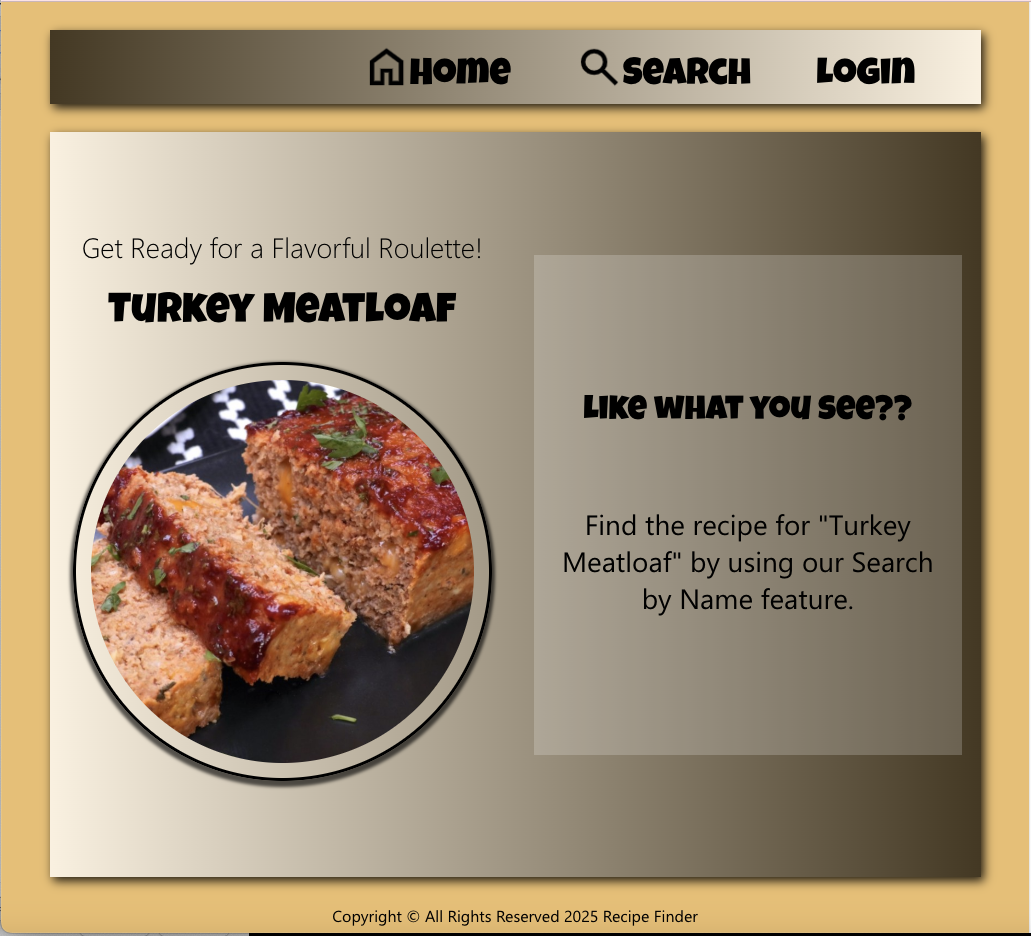 Home
Search
Login
Get Ready for a Flavorful Roulette!
Turkey Meatloaf
Like what you see??
Find the recipe for "Turkey
Meatloaf" by using our Search
by Name feature.
Copyright © All Rights Reserved 2025 Recipe Finder